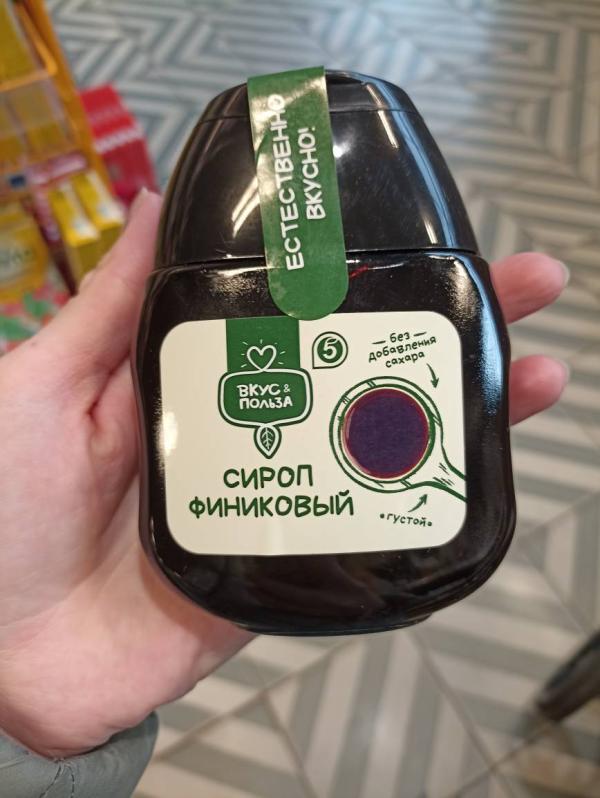 ЕСТЕСТВЕННО
ВКУСНО!
5
без
добавления
сахара
ВКУС &
ПОЛЬЗА
СИРОП
ФИНИКОВЫЙ
•густой•